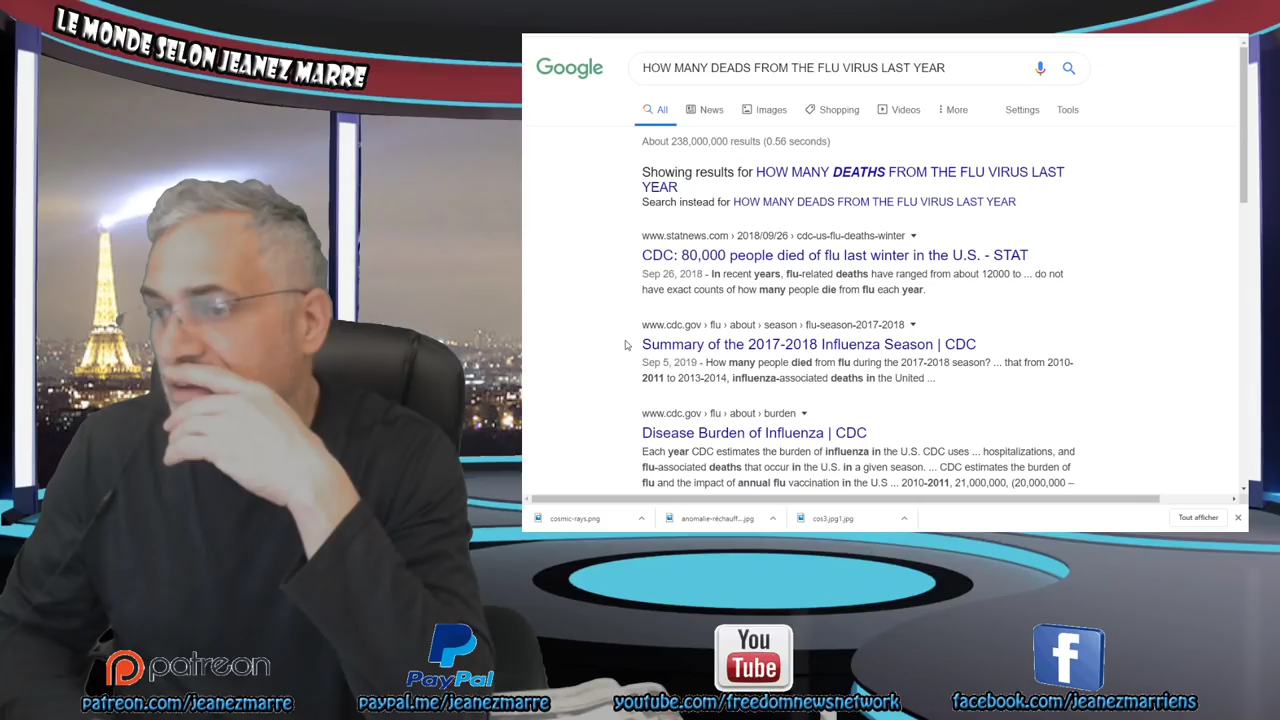 LE MONDE SELON JEANEZ MARRE
Google
HOW MANY DEADS FROM THE FLU VIRUS LAST YEAR
All News Images Shopping Videos More Settings Tools
About 238,000,000 results (0.56 seconds)
Showing results for HOW MANY DEATHS FROM THE FLU VIRUS LAST
YEAR
Search instead for HOW MANY DEADS FROM THE FLU VIRUS LAST YEAR
www.statnews.com › 2018/09/26 › cdc-us-flu-deaths-winter
CDC: 80,000 people died of flu last winter in the U.S. - STAT
Sep 26, 2018 - In recent years, flu-related deaths have ranged from about 12000 to ... do not
have exact counts of how many people die from flu each year.
www.cdc.gov › flu › about › season › flu-season-2017-2018
Summary of the 2017-2018 Influenza Season | CDC
Sep 5, 2019 - How many people died from flu during the 2017-2018 season? ... that from 2010-
2011 to 2013-2014, influenza-associated deaths in the United ...
www.cdc.gov › flu › about › burden
Disease Burden of Influenza | CDC
Each year CDC estimates the burden of influenza in the U.S. CDC uses ... hospitalizations, and
flu-associated deaths that occur in the U.S. in a given season. ... CDC estimates the burden of
flu and the impact of annual flu vaccination in the U.S ... 2010-2011, 21,000,000, (20,000,000 –
cosmic-rays.png anomalie-réchauff....jpg cos3.jpg1.jpg Tout afficher
patreon PayPal You Tube f
patreon.com/jeanezmarre paypal.me/jeanezmarre youtube.com/freedomnewsnetwork facebook.com/jeanezmarriens